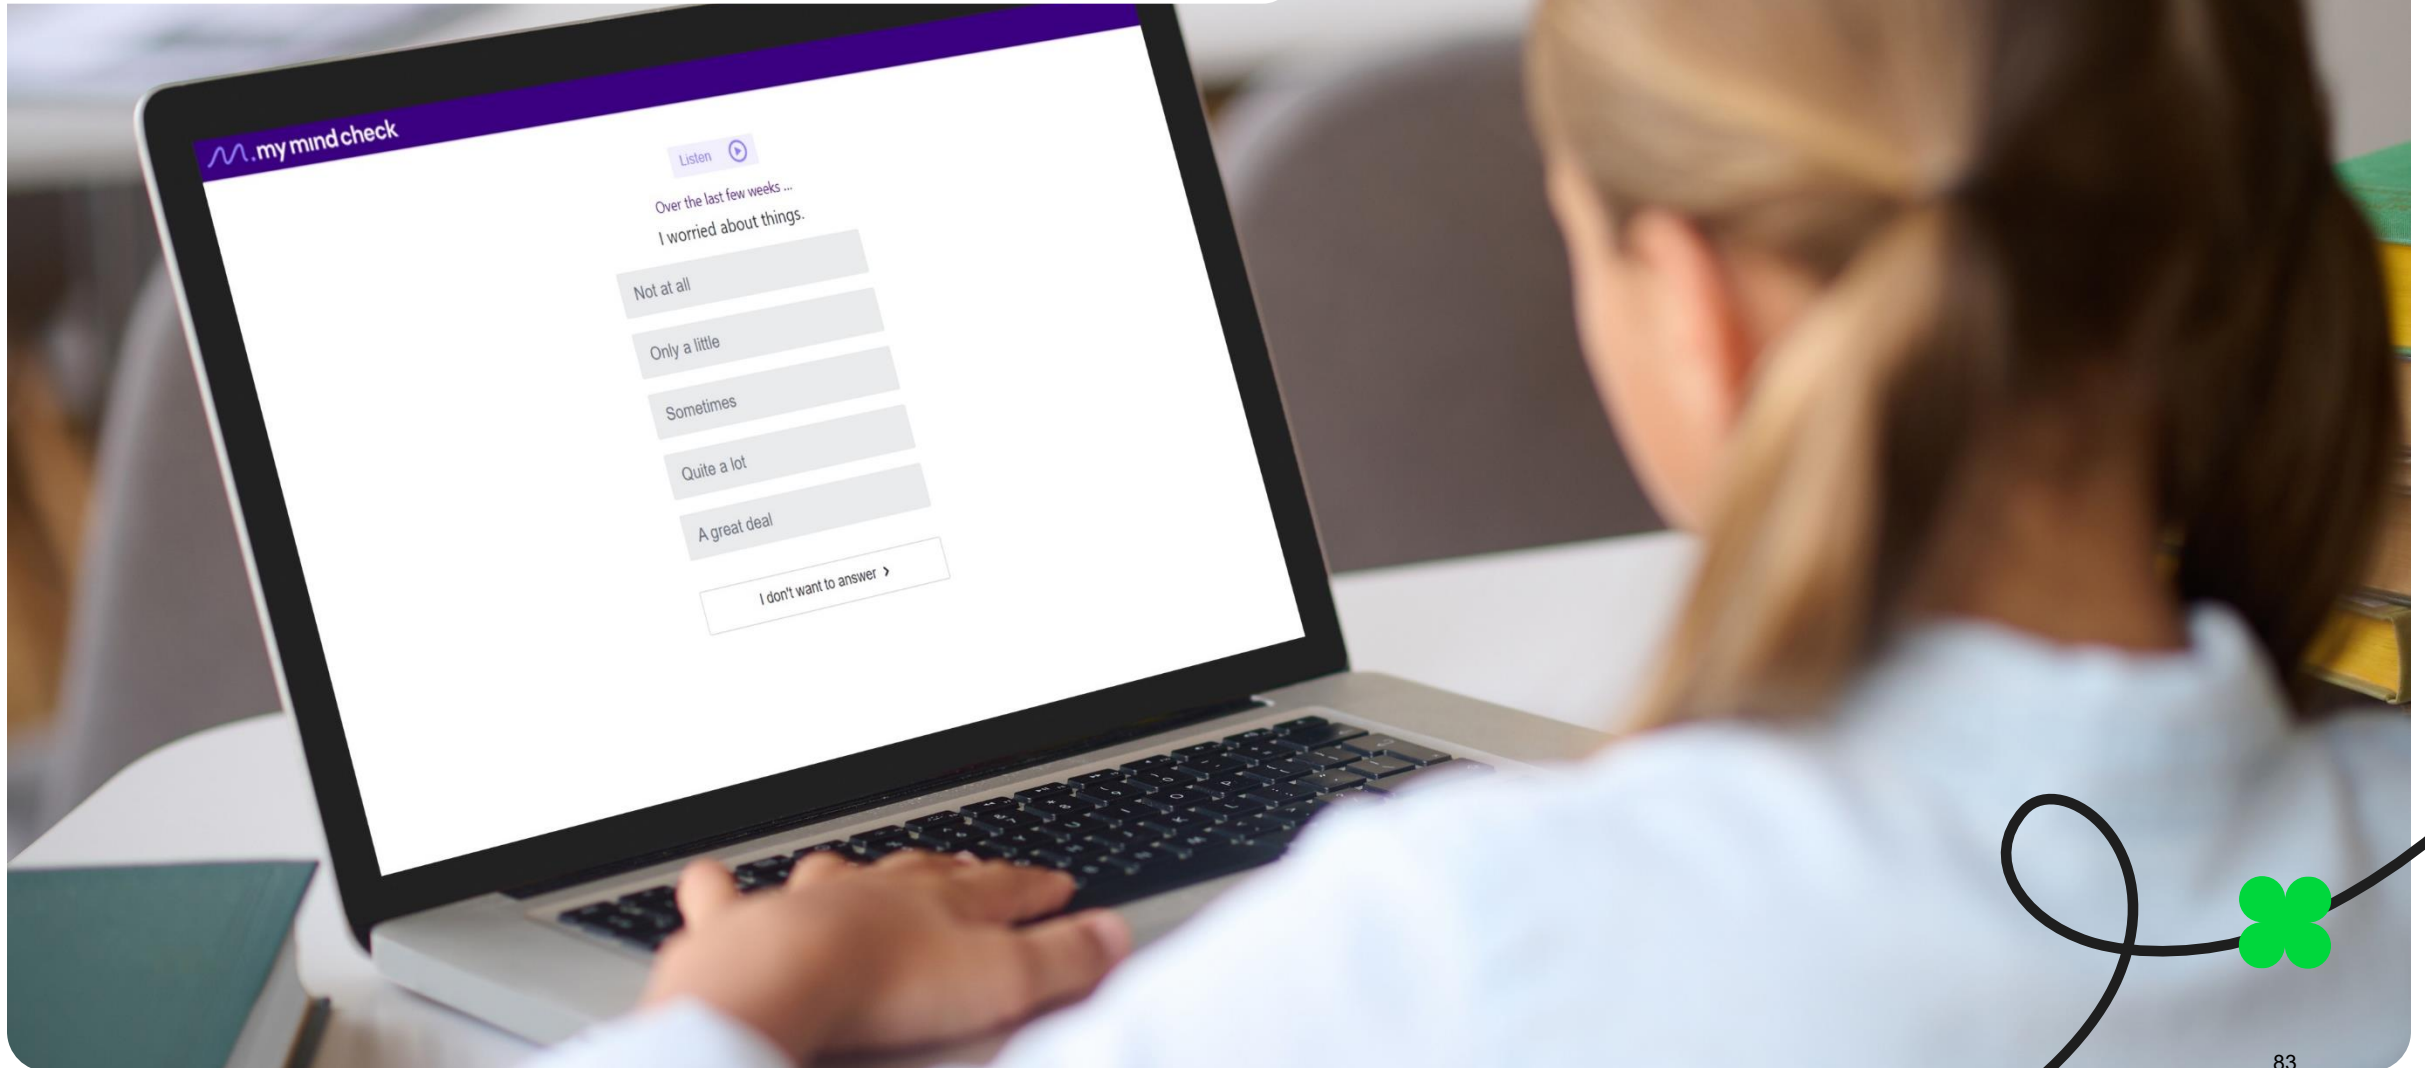 my mind check
Listen
Over the last few weeks ...
I worried about things.
Not at all
Only a little
Sometimes
Quite a lot
A great deal
I don't want to answer ›
83